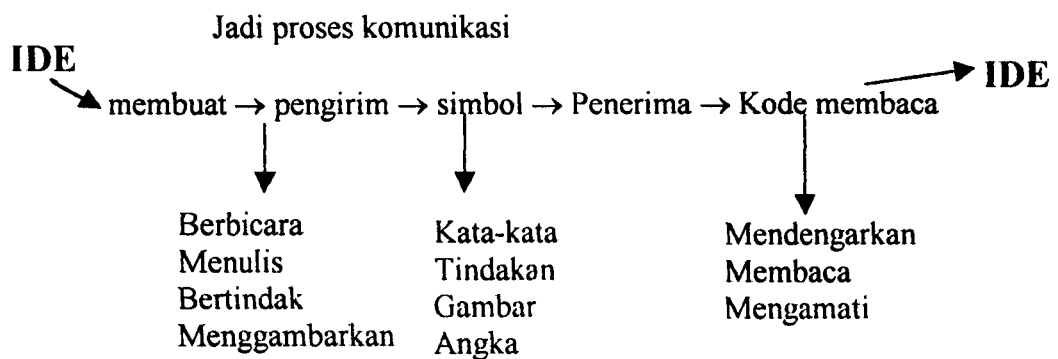 Jadi proses komunikasi
IDE
IDE
membuat → pengirim → simbol → Penerima → Kode membaca
Berbicara
Menulis
Bertindak
Menggambarkan
Kata-kata
Tindakan
Gambar
Angka
Mendengarkan
Membaca
Mengamati